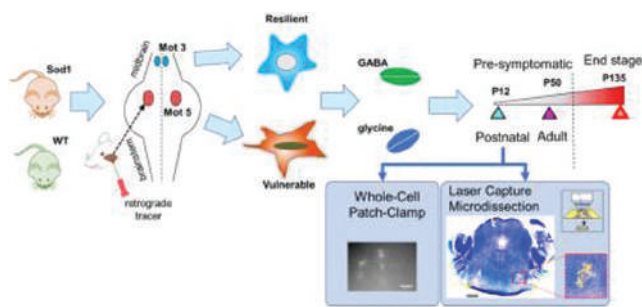 Sod1
WT
midbrain
Mot 3
Mot 5
brainstem
retrograde
tracer
Resilient
Vulnerable
GABA
glycine
Pre-symptomatic
End stage
P12
P50
P135
Postnatal
Adult
Whole-Cell
Patch-Clamp
Laser Capture
Microdissection